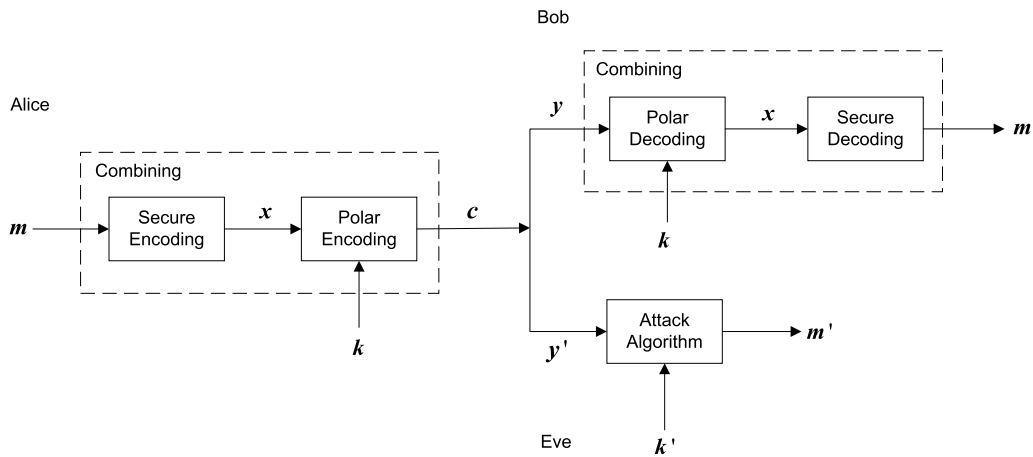 Bob
Combining
Alice
y
Polar
Decoding
x
Secure
Decoding
m
Combining
m
Secure
Encoding
x
Polar
Encoding
c
k
k
y'
Attack
Algorithm
m'
Eve
k'